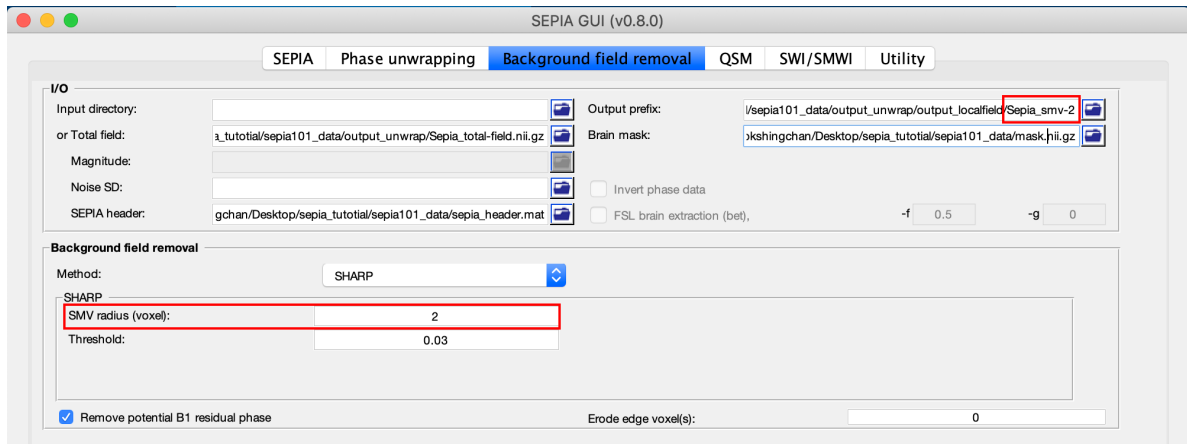 SEPIA GUI (v0.8.0)
SEPIA Phase unwrapping Background field removal QSM SWI/SMWI Utility
I/O
Input directory: Output prefix: l/sepia101_data/output_unwrap/output_localfield/Sepia_smv-2
or Total field: a_tutotial/sepia101_data/output_unwrap/Sepia_total-field.nii.gz Brain mask: okshingchan/Desktop/sepia_tutotial/sepia101_data/mask.nii.gz
Magnitude:
Noise SD: Invert phase data
SEPIA header: gchan/Desktop/sepia_tutotial/sepia101_data/sepia_header.mat FSL brain extraction (bet), -f 0.5 -g 0
Background field removal
Method: SHARP
SHARP
SMV radius (voxel): 2
Threshold: 0.03
Remove potential B1 residual phase Erode edge voxel(s): 0